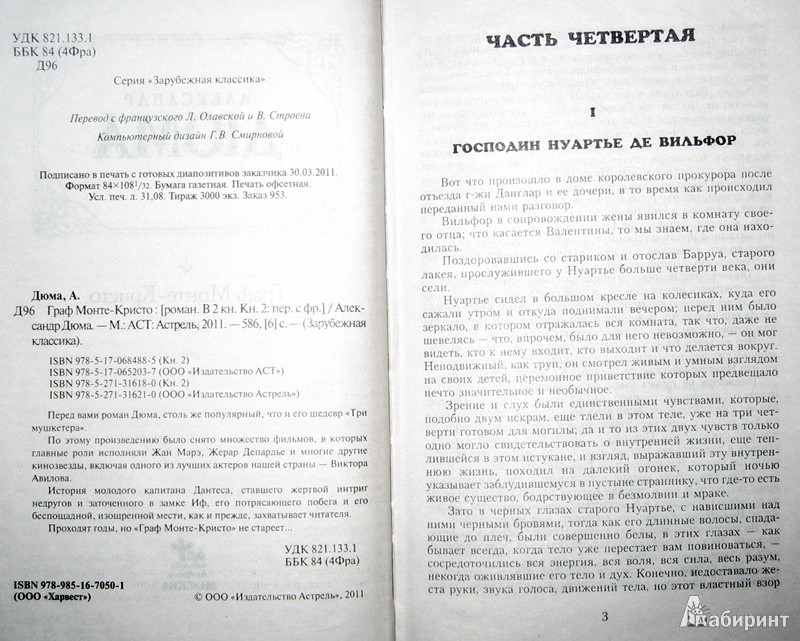 УДК 821.133.1
ББК 84 (4Фра)
Д96
Серия «Зарубежная классика»
Перевод с французского Л. Олавской и В. Строева
Компьютерный дизайн Г.В. Смирновой
Подписано в печать с готовых диапозитивов заказчика 30.03.2011.
Формат 84×108¹/₃₂. Бумага газетная. Печать офсетная.
Усл. печ. л. 31,08. Тираж 3000 экз. Заказ 953.
Дюма, А.
Д96 Граф Монте-Кристо : [роман. В 2 кн. Кн. 2: пер. с фр.] / Алек-
сандр Дюма. – М.: АСТ: Астрель, 2011. – 586, [6] с. – (Зарубежная
классика).
ISBN 978-5-17-068488-5 (Кн. 2)
ISBN 978-5-17-065203-7 (ООО «Издательство АСТ»)
ISBN 978-5-271-31618-0 (Кн. 2)
ISBN 978-5-271-31621-0 (ООО «Издательство Астрель»)
Перед вами роман Дюма, столь же популярный, что и его шедевр «Три
мушкетера».
По этому произведению было снято множество фильмов, в которых
главные роли исполняли Жан Марэ, Жерар Депардье и многие другие
кинозвезды, включая одного из лучших актеров нашей страны – Виктора
Авилова.
История молодого капитана Дантеса, ставшего жертвой интриг
недругов и заточенного в замке Иф, его потрясающего побега и его
беспощадной, изощренной мести, как и прежде, захватывает читателя.
Проходят годы, но «Граф Монте-Кристо» не стареет...
УДК 821.133.1
ББК 84 (4Фра)
ISBN 978-985-16-7050-1
(ООО «Харвест»)
© ООО «Издательство Астрель», 2011
ЧАСТЬ ЧЕТВЕРТАЯ
I
ГОСПОДИН НУАРТЬЕ ДЕ ВИЛЬФОР
Вот что произошло в доме королевского прокурора после
отъезда г-жи Данглар и ее дочери, в то время как происходил
переданный нами разговор.
Вильфор в сопровождении жены явился в комнату свое-
го отца; что касается Валентины, то мы знаем, где она нахо-
дилась.
Поздоровавшись со стариком и отослав Барруа, старого
лакея, прослужившего у Нуартье больше четверти века, они
сели.
Нуартье сидел в большом кресле на колесиках, куда его
сажали утром и откуда поднимали вечером; перед ним было
зеркало, в котором отражалась вся комната, так что, даже не
шевелясь – что, впрочем, было для него невозможно, – он мог
видеть, кто к нему входит, кто выходит и что делается вокруг.
Неподвижный, как труп, он смотрел живым и умным взглядом
на своих детей, церемонное приветствие которых предвещало
нечто значительное и необычное.
Зрение и слух были единственными чувствами, которые,
подобно двум искрам, еще тлели в этом теле, уже на три чет-
верти готовом для могилы; да и то из этих двух чувств только
одно могло свидетельствовать о внутренней жизни, еще теп-
лившейся в этом истукане, и взгляд, выражавший эту внутрен-
нюю жизнь, походил на далекий огонек, который ночью
указывает заблудившемуся в пустыне страннику, что где-то есть
живое существо, бодрствующее в безмолвии и мраке.
Зато в черных глазах старого Нуартье, с нависшими над
ними черными бровями, тогда как его длинные волосы, спада-
ющие до плеч, были совершенно белы, в этих глазах – как
бывает всегда, когда тело уже перестает вам повиноваться, –
сосредоточились вся энергия, вся воля, вся сила, весь разум,
некогда оживлявшие его тело и дух. Конечно, недоставало же-
ста руки, звука голоса, движений тела, но этот властный взор
3
Лабиринт